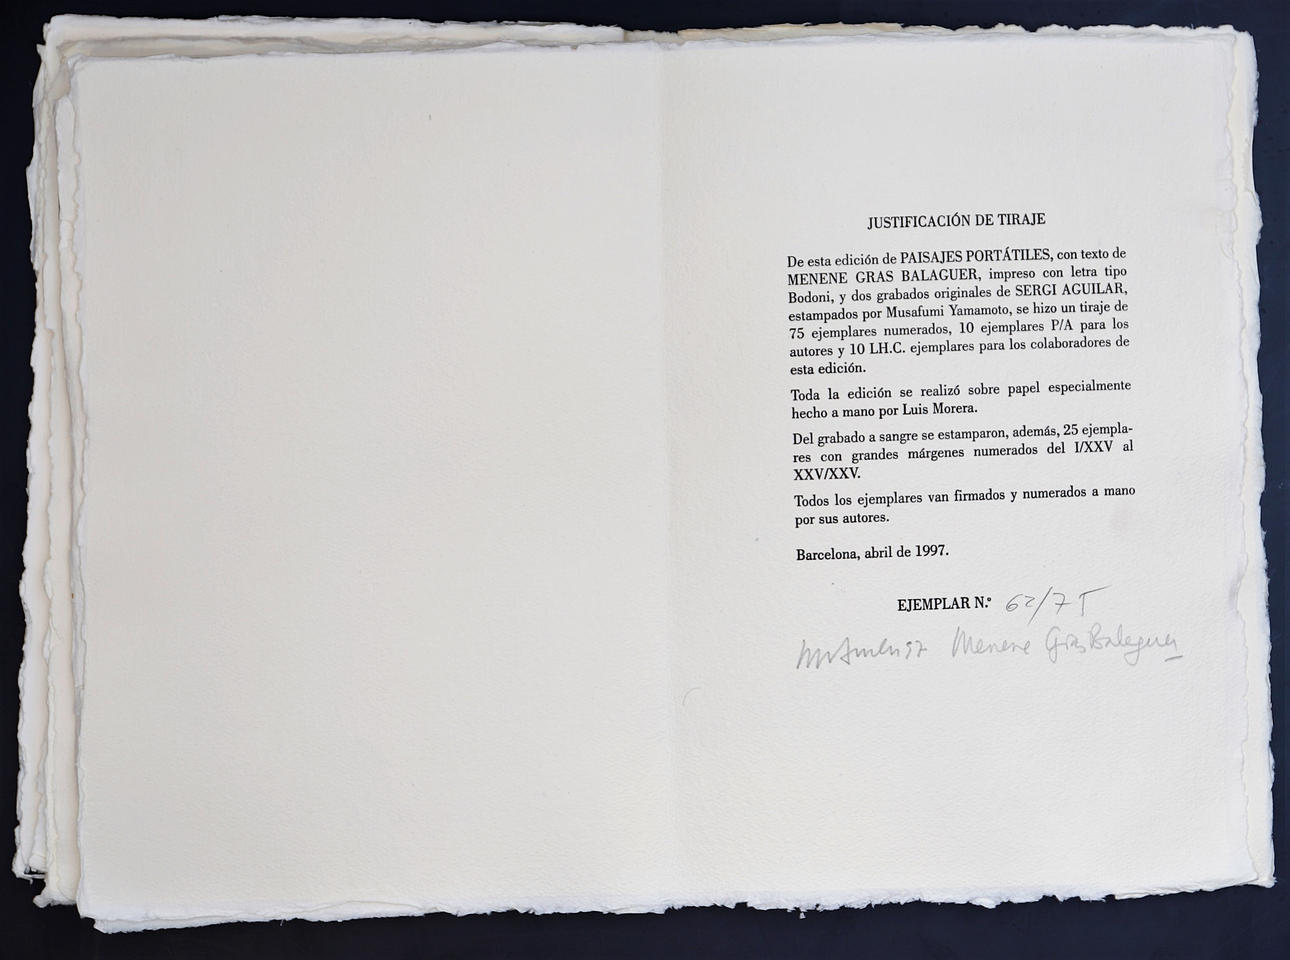 JUSTIFICACIÓN DE TIRAJE
De esta edición de PAISAJES PORTÁTILES, con texto de
MENENE GRAS BALAGUER, impreso con letra tipo
Bodoni, y dos grabados originales de SERGI AGUILAR,
estampados por Musafumi Yamamoto, se hizo un tiraje de
75 ejemplares numerados, 10 ejemplares P/A para los
autores y 10 LH.C. ejemplares para los colaboradores de
esta edición.
Toda la edición se realizó sobre papel especialmente
hecho a mano por Luis Morera.
Del grabado a sangre se estamparon, además, 25 ejempla-
res con grandes márgenes numerados del I/XXV al
XXV/XXV.
Todos los ejemplares van firmados y numerados a mano
por sus autores.
Barcelona, abril de 1997.
EJEMPLAR N.º 62/75
Menene Gras Balaguer